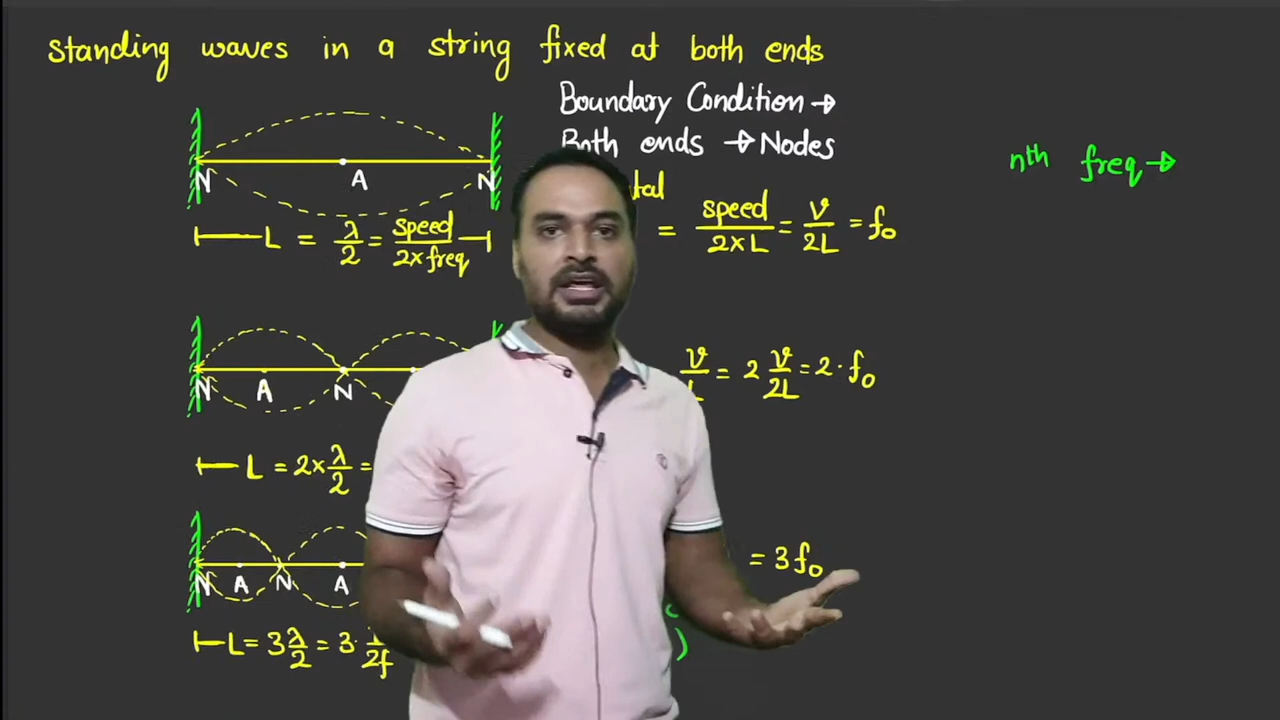 standing waves in a string fixed at both ends
Boundary Condition →
Both ends → Nodes
nth freq →
N A N
= speed/2×L = v/2L = f₀
L = λ/2 = speed/2×freq
v/L = 2 v/2L = 2·f₀
N A N
L = 2×λ/2 =
= 3f₀
N A N A
L = 3λ/2 = 3·